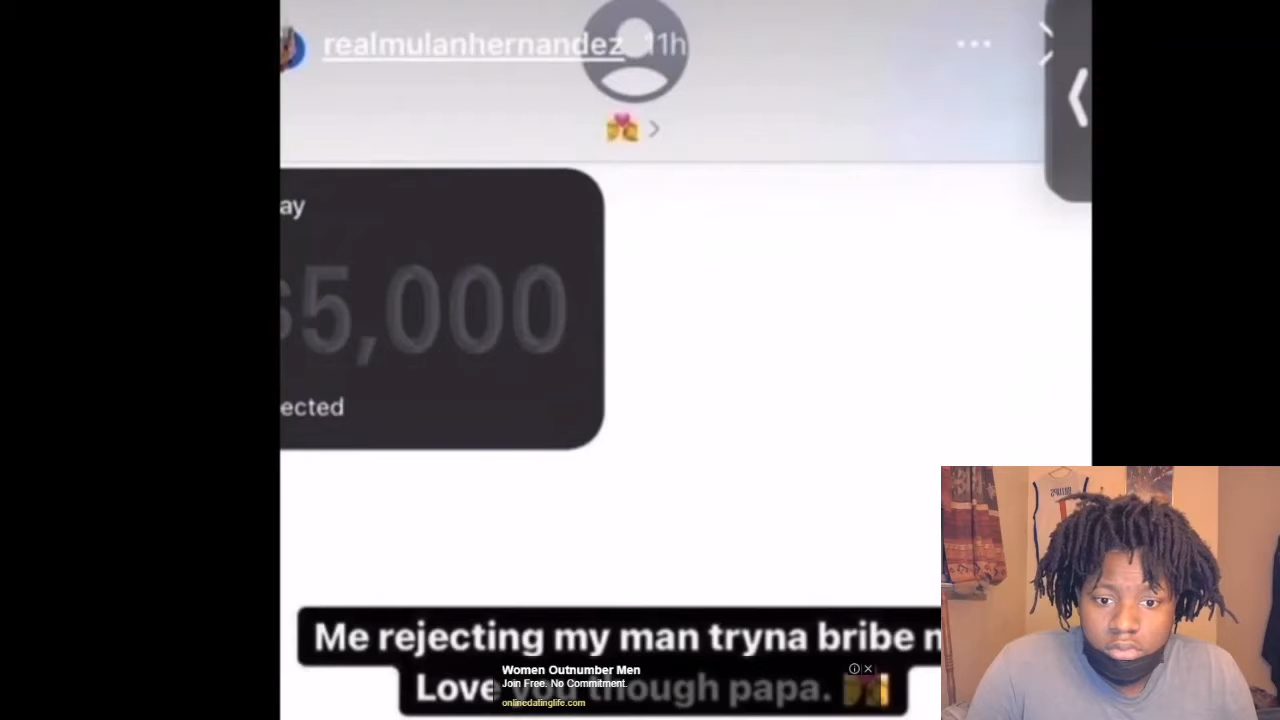 realmulanhernandez 11h
ay
$5,000
ected
Me rejecting my man tryna bribe
Love though papa.
Women Outnumber Men
Join Free. No Commitment.
onlinedatinglife.com